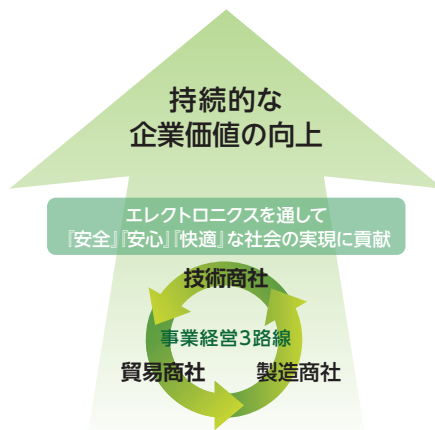 持続的な
企業価値の向上
エレクトロニクスを通して
『安全』『安心』『快適』な社会の実現に貢献
技術商社
事業経営3路線
貿易商社
製造商社